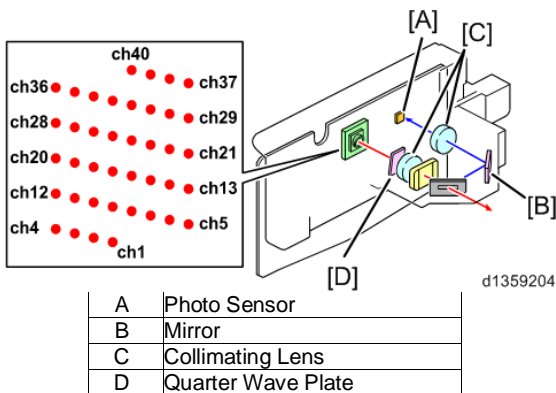 [A]
[C]
ch40
ch36
ch37
ch28
ch29
ch20
ch21
ch12
ch13
ch4
ch5
ch1
[B]
[D]
d1359204
A Photo Sensor
B Mirror
C Collimating Lens
D Quarter Wave Plate